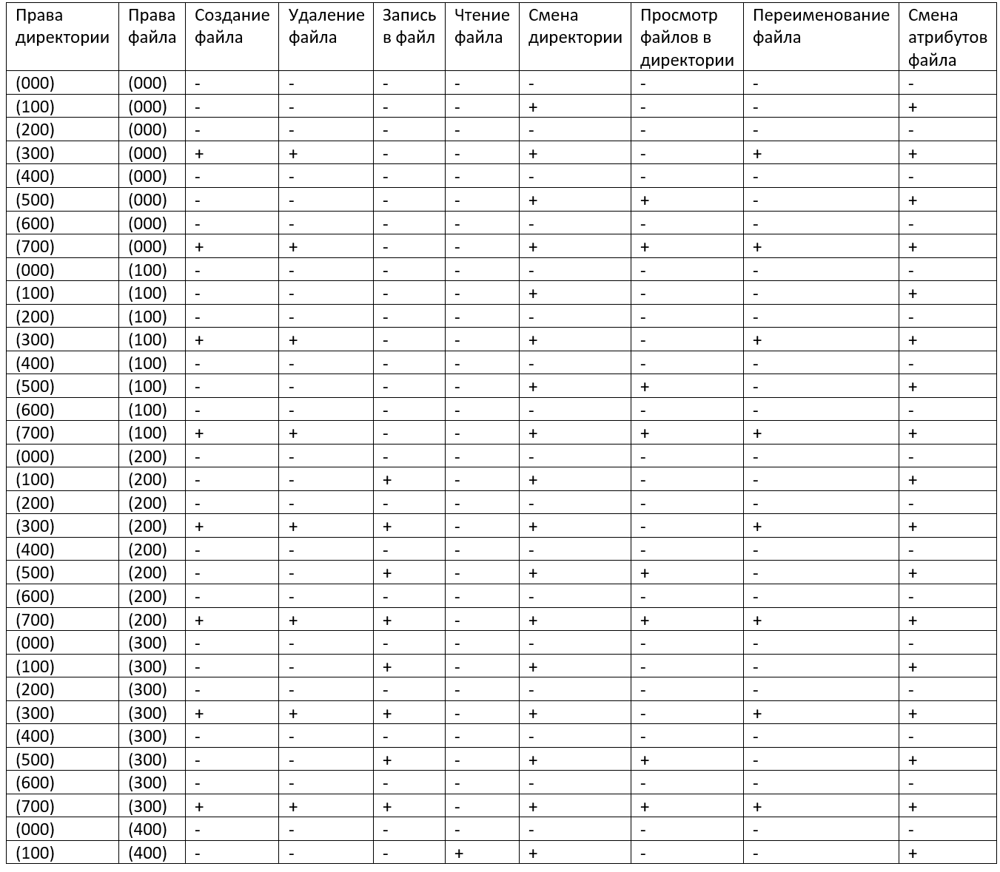 Права директории Права файла Создание файла Удаление файла Запись в файл Чтение файла Смена директории Просмотр файлов в директории Переименование файла Смена атрибутов файла
(000) (000) - - - - - - - -
(100) (000) - - - - + - - +
(200) (000) - - - - - - - -
(300) (000) + + - - + - + +
(400) (000) - - - - - - - -
(500) (000) - - - - + + - +
(600) (000) - - - - - - - -
(700) (000) + + - - + + + +
(000) (100) - - - - - - - -
(100) (100) - - - - + - - +
(200) (100) - - - - - - - -
(300) (100) + + - - + - + +
(400) (100) - - - - - - - -
(500) (100) - - - - + + - +
(600) (100) - - - - - - - -
(700) (100) + + - - + + + +
(000) (200) - - - - - - - -
(100) (200) - - + - + - - +
(200) (200) - - - - - - - -
(300) (200) + + + - + - + +
(400) (200) - - - - - - - -
(500) (200) - - + - + + - +
(600) (200) - - - - - - - -
(700) (200) + + + - + + + +
(000) (300) - - - - - - - -
(100) (300) - - + - + - - +
(200) (300) - - - - - - - -
(300) (300) + + + - + - + +
(400) (300) - - - - - - - -
(500) (300) - - + - + + - +
(600) (300) - - - - - - - -
(700) (300) + + + - + + + +
(000) (400) - - - - - - - -
(100) (400) - - - + + - - +